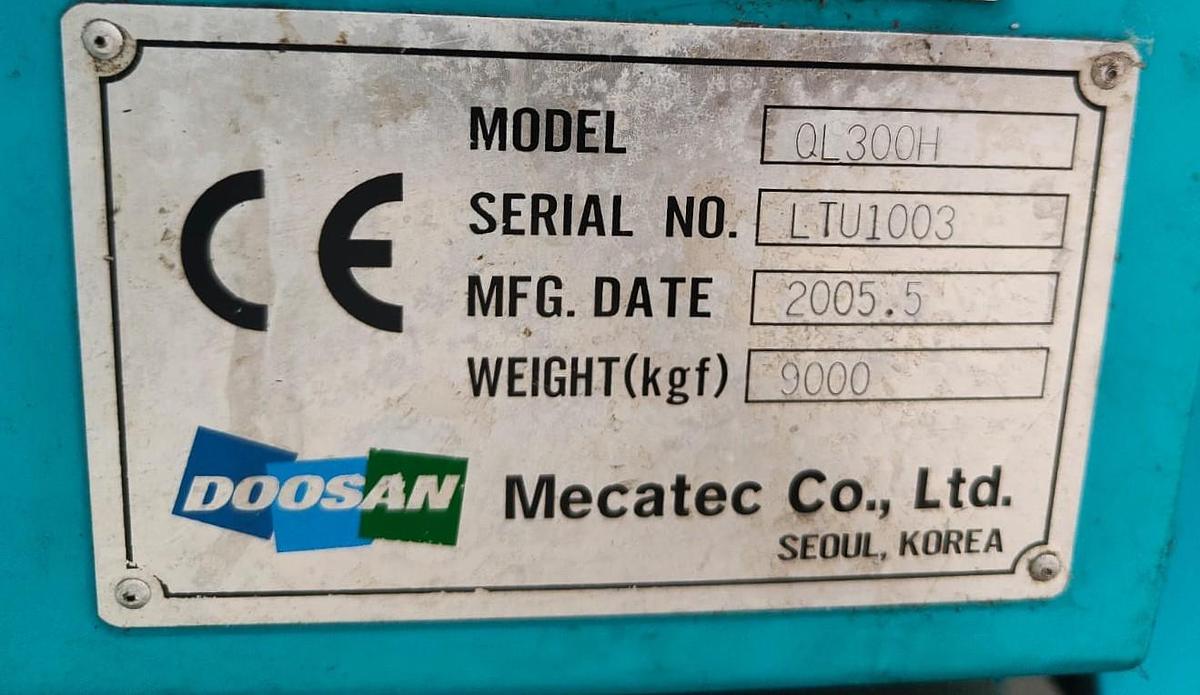 CE
MODEL QL300H
SERIAL NO. LTU1003
MFG. DATE 2005.5
WEIGHT(kgf) 9000
DOOSAN Mecatec Co., Ltd.
SEOUL, KOREA